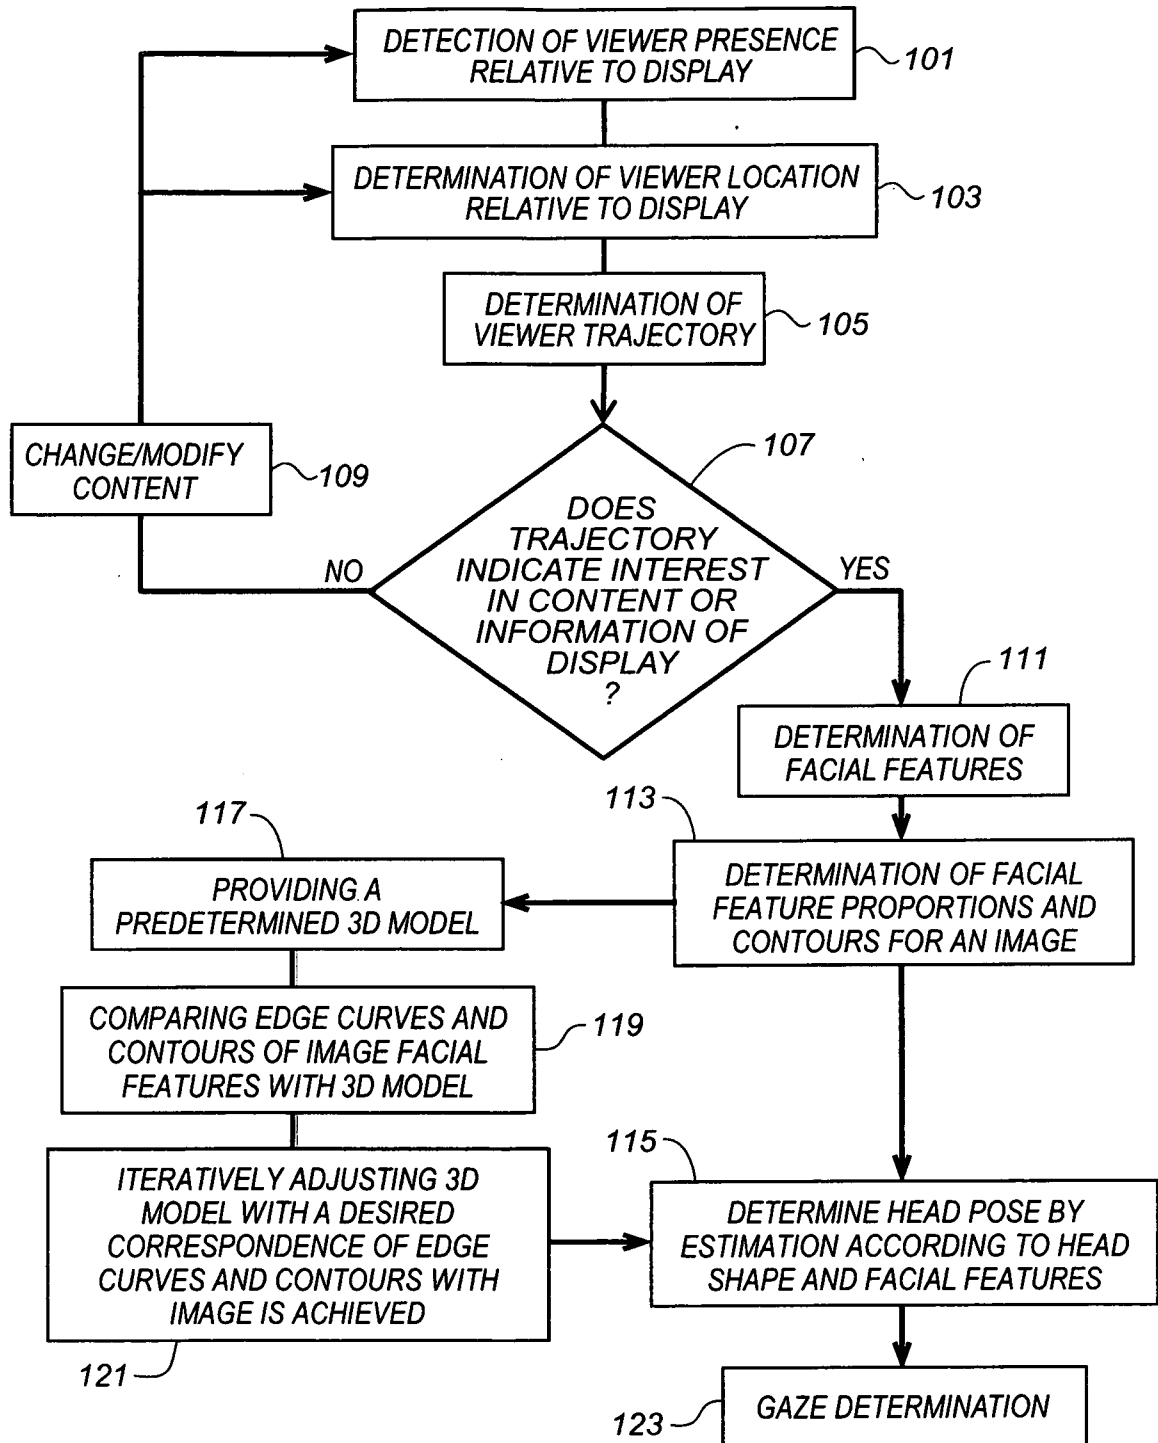 DETECTION OF VIEWER PRESENCE
RELATIVE TO DISPLAY
101
DETERMINATION OF VIEWER LOCATION
RELATIVE TO DISPLAY
103
DETERMINATION OF
VIEWER TRAJECTORY
105
CHANGE/MODIFY
CONTENT
109
107
DOES
TRAJECTORY
INDICATE INTEREST
IN CONTENT OR
INFORMATION OF
DISPLAY
?
NO
YES
111
DETERMINATION OF
FACIAL FEATURES
113
DETERMINATION OF FACIAL
FEATURE PROPORTIONS AND
CONTOURS FOR AN IMAGE
117
PROVIDING A
PREDETERMINED 3D MODEL
COMPARING EDGE CURVES AND
CONTOURS OF IMAGE FACIAL
FEATURES WITH 3D MODEL
119
ITERATIVELY ADJUSTING 3D
MODEL WITH A DESIRED
CORRESPONDENCE OF EDGE
CURVES AND CONTOURS WITH
IMAGE IS ACHIEVED
121
115
DETERMINE HEAD POSE BY
ESTIMATION ACCORDING TO HEAD
SHAPE AND FACIAL FEATURES
GAZE DETERMINATION
123